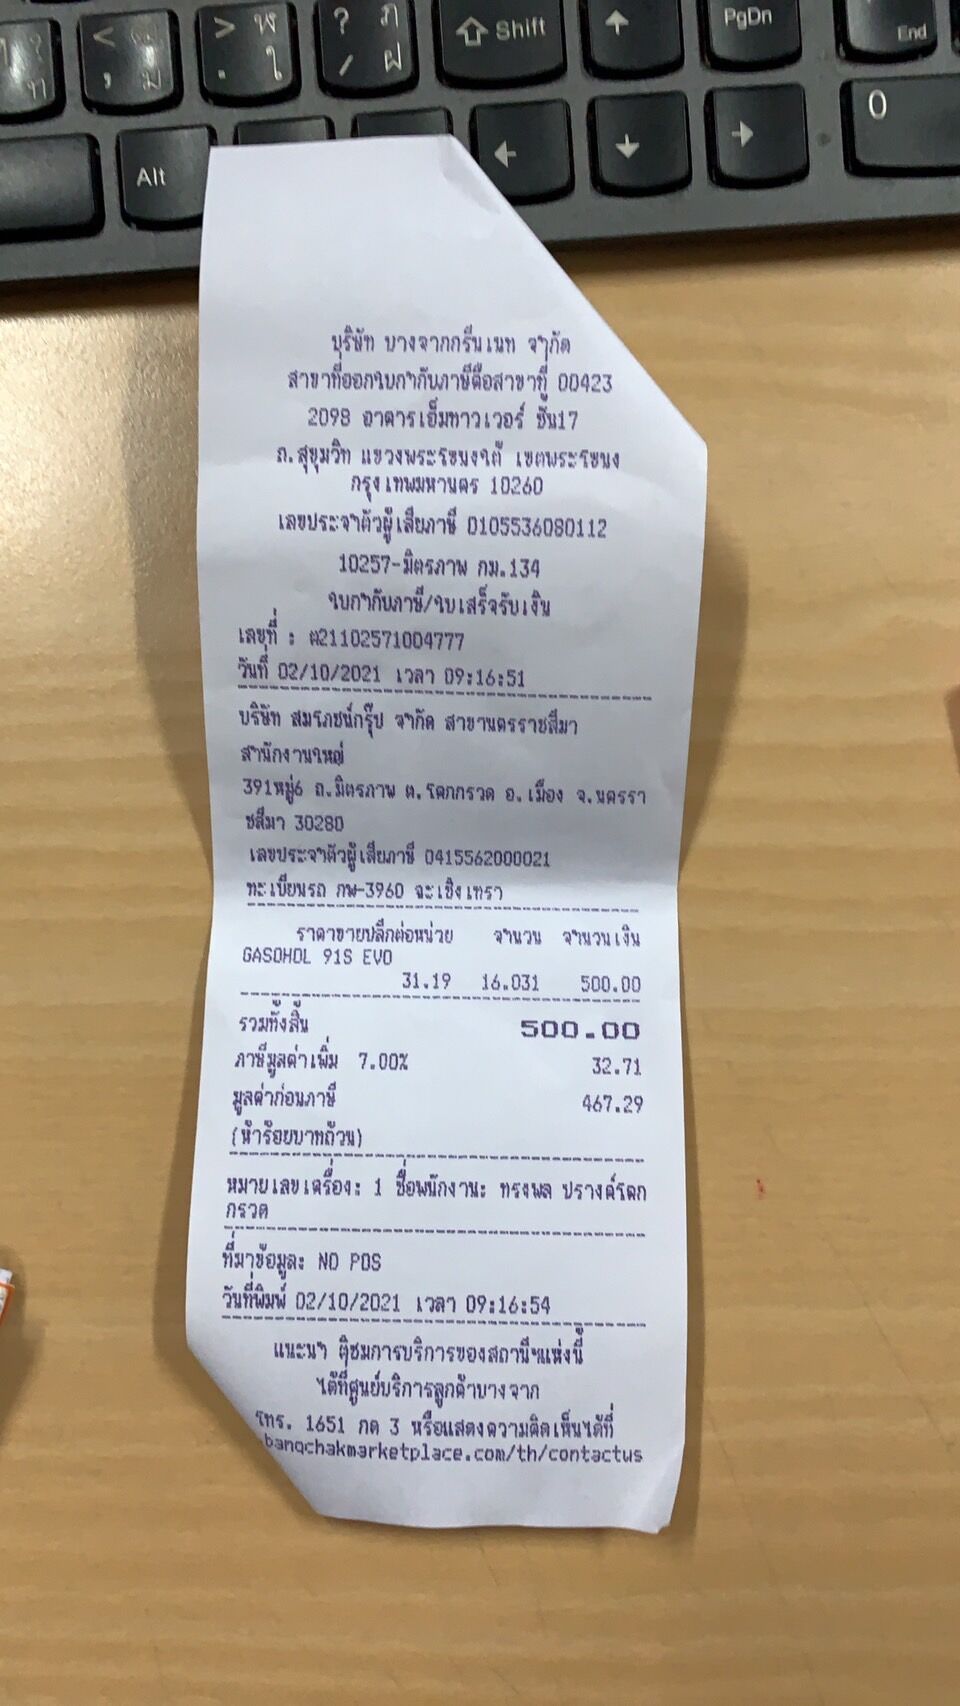 < ,
> ห . ใ
? ภ / ฝ
Shift
PgDn
End
Alt
0
บริษัท บางจากกรีนเนท จำกัด
สาขาที่ออกใบกำกับภาษีคือสาขาที่ 00423
2098 อาคารเอ็มทาวเวอร์ ชั้น17
ถ.สุขุมวิท แขวงพระโขนงใต้ เขตพระโขนง
กรุงเทพมหานคร 10260
เลขประจำตัวผู้เสียภาษี 0105536080112
10257-มิตรภาพ กม.134
ใบกำกับภาษี/ใบเสร็จรับเงิน
เลขที่ : ต21102571004777
วันที่ 02/10/2021 เวลา 09:16:51
บริษัท สมโภชน์กรุ๊ป จำกัด สาขานครราชสีมา
สำนักงานใหญ่
391หมู่6 ถ.มิตรภาพ ต.โคกกรวด อ.เมือง จ.นครรา
ชสีมา 30280
เลขประจำตัวผู้เสียภาษี 0415562000021
ทะเบียนรถ กพ-3960 ฉะเชิงเทรา
ราคาขายปลีกต่อหน่วย จำนวน จำนวนเงิน
GASOHOL 91S EVO
31.19 16.031 500.00
รวมทั้งสิ้น 500.00
ภาษีมูลค่าเพิ่ม 7.00% 32.71
มูลค่าก่อนภาษี 467.29
(ห้าร้อยบาทถ้วน)
หมายเลขเครื่อง: 1 ชื่อพนักงาน: ทรงพล ปรางค์โคก
กรวด
ที่มาข้อมูล: NO POS
วันที่พิมพ์ 02/10/2021 เวลา 09:16:54
แนะนำ ติชมการบริการของสถานีฯแห่งนี้
ได้ที่ศูนย์บริการลูกค้าบางจาก
โทร. 1651 กด 3 หรือแสดงความคิดเห็นได้ที่
.bangchakmarketplace.com/th/contactus